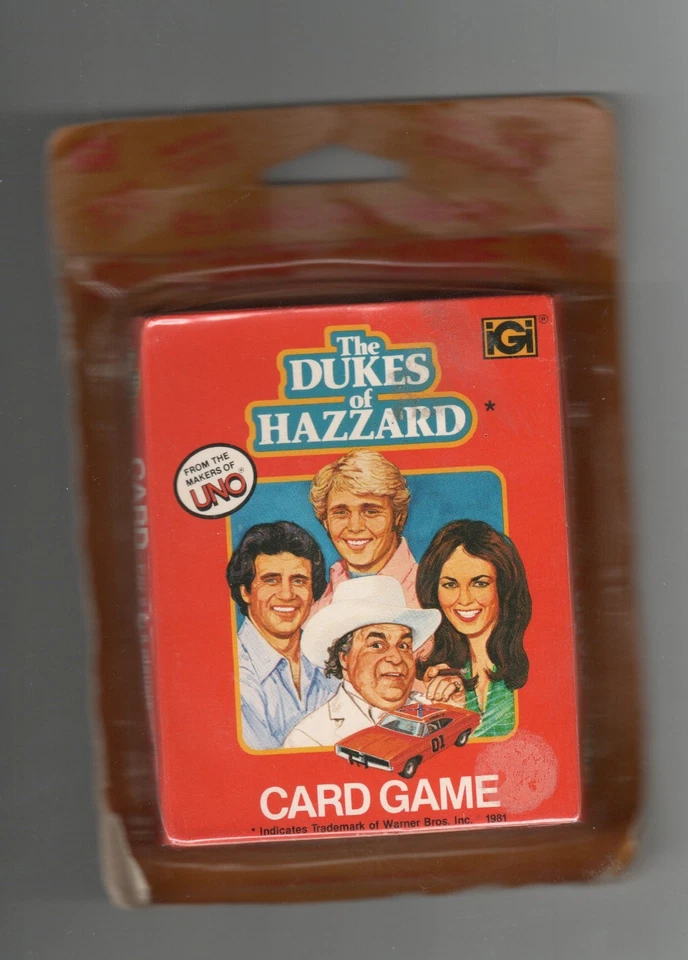 iGi®
The
DUKES
of
HAZZARD *
FROM THE
MAKERS OF
UNO®
01
CARD GAME
* Indicates Trademark of Warner Bros. Inc. 1981
CARD